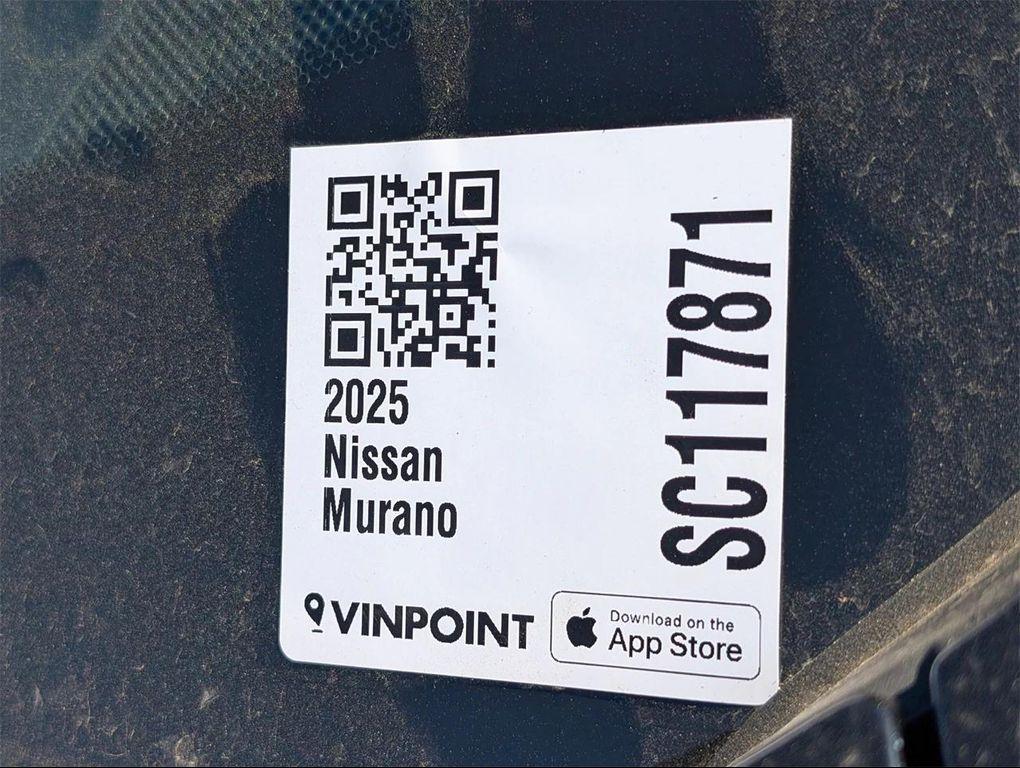 2025
Nissan
Murano
SC117871
VINPOINT
Download on the
App Store